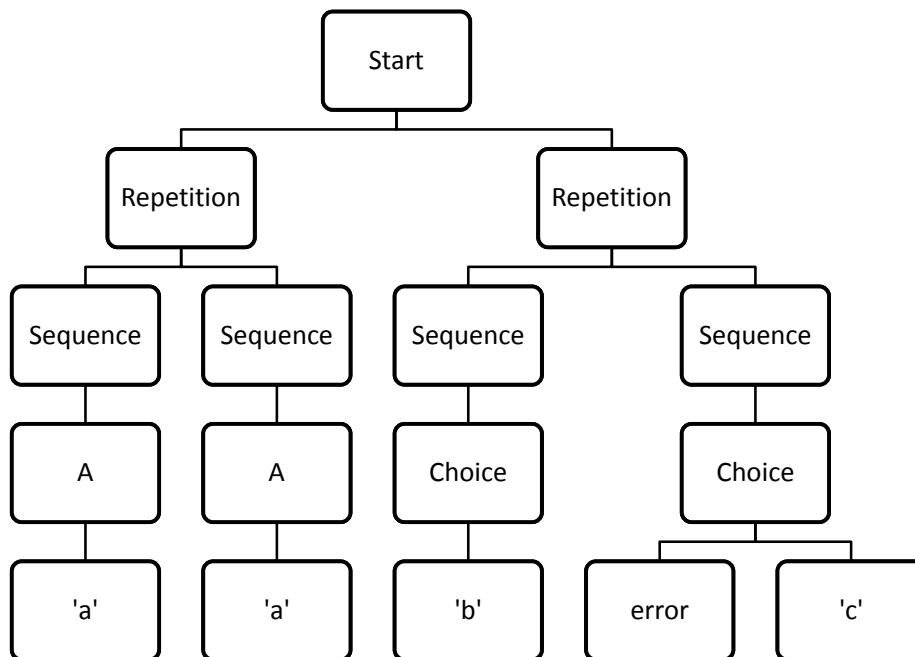 Start
Repetition
Repetition
Sequence
Sequence
Sequence
Sequence
A
A
Choice
Choice
'a'
'a'
'b'
error
'c'